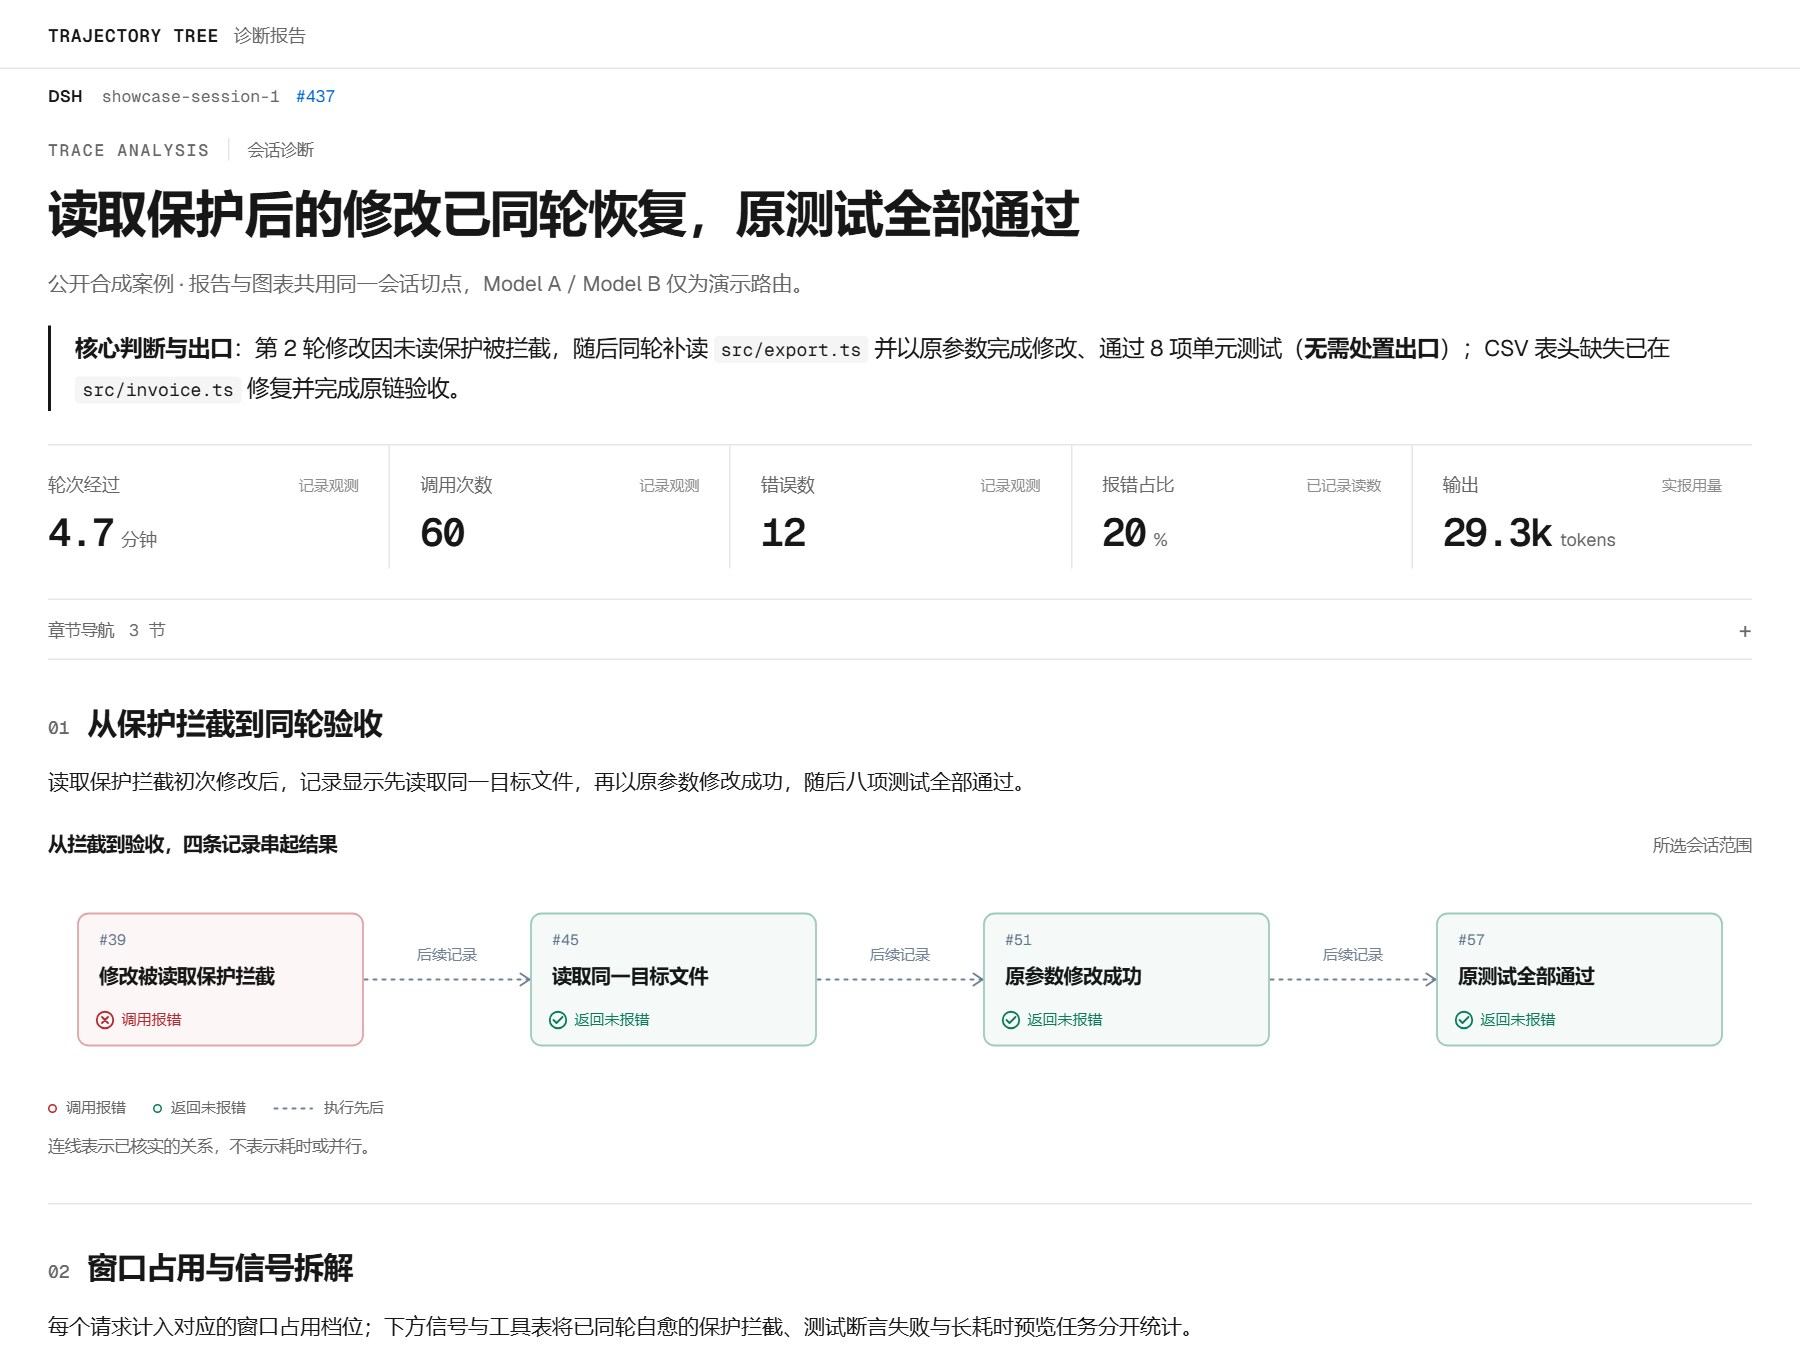 TRAJECTORY TREE 诊断报告
DSH showcase-session-1 #437
TRACE ANALYSIS 会话诊断
读取保护后的修改已同轮恢复，原测试全部通过
公开合成案例 · 报告与图表共用同一会话切点，Model A / Model B 仅为演示路由。
核心判断与出口：第 2 轮修改因未读保护被拦截，随后同轮补读 src/export.ts 并以原参数完成修改、通过 8 项单元测试（无需处置出口）；CSV 表头缺失已在
src/invoice.ts 修复并完成原链验收。
轮次经过 记录观测 调用次数 记录观测 错误数 记录观测 报错占比 已记录读数 输出 实报用量
4.7 分钟 60 12 20 % 29.3k tokens
章节导航 3 节 +
01 从保护拦截到同轮验收
读取保护拦截初次修改后，记录显示先读取同一目标文件，再以原参数修改成功，随后八项测试全部通过。
从拦截到验收，四条记录串起结果 所选会话范围
#39
修改被读取保护拦截
调用报错
后续记录
#45
读取同一目标文件
返回未报错
后续记录
#51
原参数修改成功
返回未报错
后续记录
#57
原测试全部通过
返回未报错
调用报错 返回未报错 执行先后
连线表示已核实的关系，不表示耗时或并行。
02 窗口占用与信号拆解
每个请求计入对应的窗口占用档位；下方信号与工具表将已同轮自愈的保护拦截、测试断言失败与长耗时预览任务分开统计。